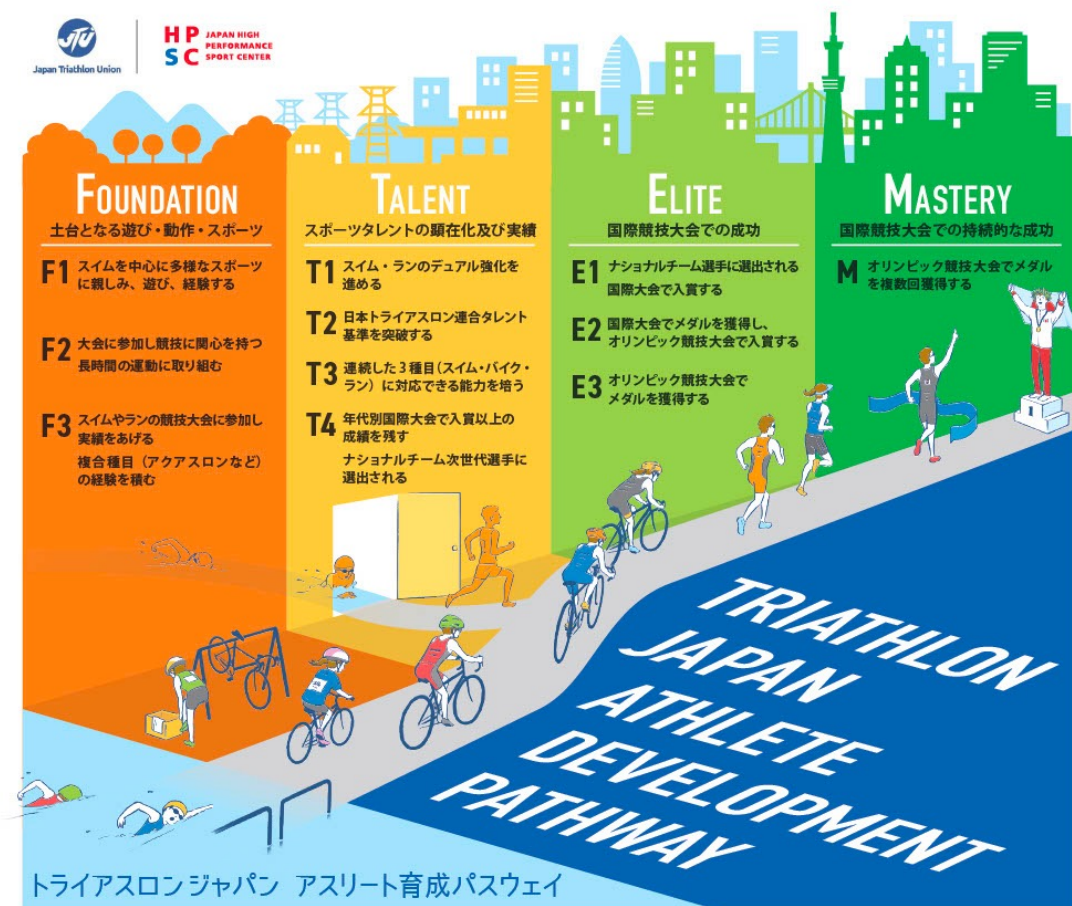 JTU
Japan Triathlon Union
HP
SC
JAPAN HIGH
PERFORMANCE
SPORT CENTER
FOUNDATION
土台となる遊び・動作・スポーツ
F1 スイムを中心に多様なスポーツ
に親しみ、遊び、経験する
F2 大会に参加し競技に関心を持つ
長時間の運動に取り組む
F3 スイムやランの競技大会に参加し
実績をあげる
複合種目（アクアスロンなど）
の経験を積む
TALENT
スポーツタレントの顕在化及び実績
T1 スイム・ランのデュアル強化を
進める
T2 日本トライアスロン連合タレント
基準を突破する
T3 連続した3種目（スイム・バイク・
ラン）に対応できる能力を培う
T4 年代別国際大会で入賞以上の
成績を残す
ナショナルチーム次世代選手に
選出される
ELITE
国際競技大会での成功
E1 ナショナルチーム選手に選出される
国際大会で入賞する
E2 国際大会でメダルを獲得し、
オリンピック競技大会で入賞する
E3 オリンピック競技大会で
メダルを獲得する
MASTERY
国際競技大会での持続的な成功
M オリンピック競技大会でメダル
を複数回獲得する
1
TRIATHLON
JAPAN
ATHLETE
DEVELOPMENT
PATHWAY
トライアスロンジャパン アスリート育成パスウェイ